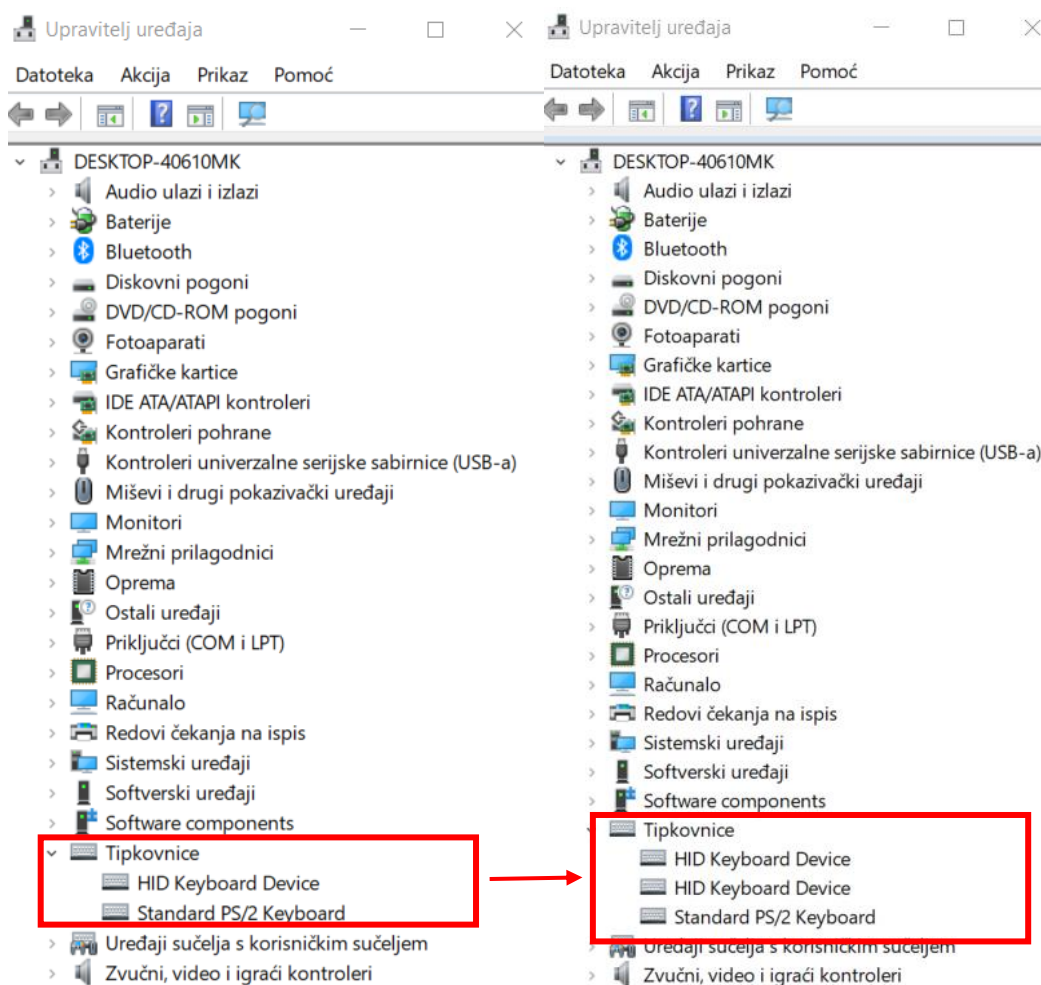 Upravitelj uređaja
Datoteka Akcija Prikaz Pomoć
DESKTOP-40610MK
Audio ulazi i izlazi
Baterije
Bluetooth
Diskovni pogoni
DVD/CD-ROM pogoni
Fotoaparati
Grafičke kartice
IDE ATA/ATAPI kontroleri
Kontroleri pohrane
Kontroleri univerzalne serijske sabirnice (USB-a)
Miševi i drugi pokazivački uređaji
Monitori
Mrežni prilagodnici
Oprema
Ostali uređaji
Priključci (COM i LPT)
Procesori
Računalo
Redovi čekanja na ispis
Sistemski uređaji
Softverski uređaji
Software components
Tipkovnice
HID Keyboard Device
Standard PS/2 Keyboard
Uređaji sučelja s korisničkim sučeljem
Zvučni, video i igraći kontroleri
Upravitelj uređaja
Datoteka Akcija Prikaz Pomoć
DESKTOP-40610MK
Audio ulazi i izlazi
Baterije
Bluetooth
Diskovni pogoni
DVD/CD-ROM pogoni
Fotoaparati
Grafičke kartice
IDE ATA/ATAPI kontroleri
Kontroleri pohrane
Kontroleri univerzalne serijske sabirnice (USB-a)
Miševi i drugi pokazivački uređaji
Monitori
Mrežni prilagodnici
Oprema
Ostali uređaji
Priključci (COM i LPT)
Procesori
Računalo
Redovi čekanja na ispis
Sistemski uređaji
Softverski uređaji
Software components
Tipkovnice
HID Keyboard Device
HID Keyboard Device
Standard PS/2 Keyboard
Uređaji sučelja s korisničkim sučeljem
Zvučni, video i igraći kontroleri